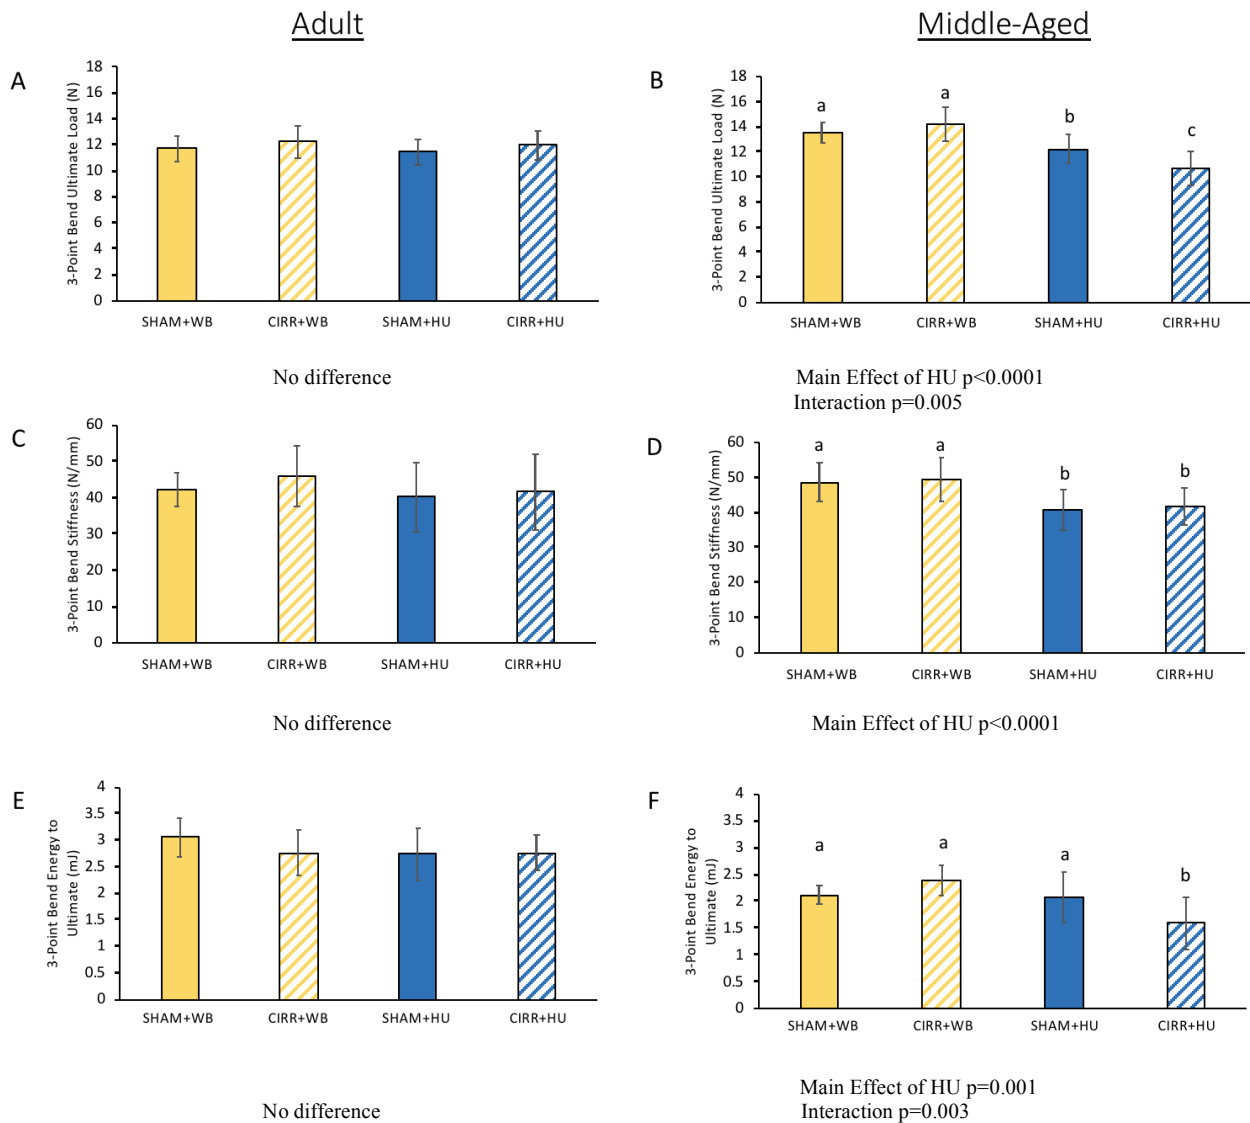 Adult
Middle-Aged
A
3-Point Bend Ultimate Load (N)
18
16
14
12
10
8
6
4
2
0
SHAM+WB
CIRR+WB
SHAM+HU
CIRR+HU
No difference
B
3-Point Bend Ultimate Load (N)
18
16
14
12
10
8
6
4
2
0
a
a
b
c
SHAM+WB
CIRR+WB
SHAM+HU
CIRR+HU
Main Effect of HU p<0.0001
Interaction p=0.005
C
3-Point Bend Stiffness (N/mm)
60
50
40
30
20
10
0
SHAM+WB
CIRR+WB
SHAM+HU
CIRR+HU
No difference
D
3-Point Bend Stiffness (N/mm)
60
50
40
30
20
10
0
a
a
b
b
SHAM+WB
CIRR+WB
SHAM+HU
CIRR+HU
Main Effect of HU p<0.0001
E
3-Point Bend Energy to
Ultimate (mJ)
4
3.5
3
2.5
2
1.5
1
0.5
0
SHAM+WB
CIRR+WB
SHAM+HU
CIRR+HU
No difference
F
3-Point Bend Energy to
Ultimate (mJ)
4
3.5
3
2.5
2
1.5
1
0.5
0
a
a
a
b
SHAM+WB
CIRR+WB
SHAM+HU
CIRR+HU
Main Effect of HU p=0.001
Interaction p=0.003